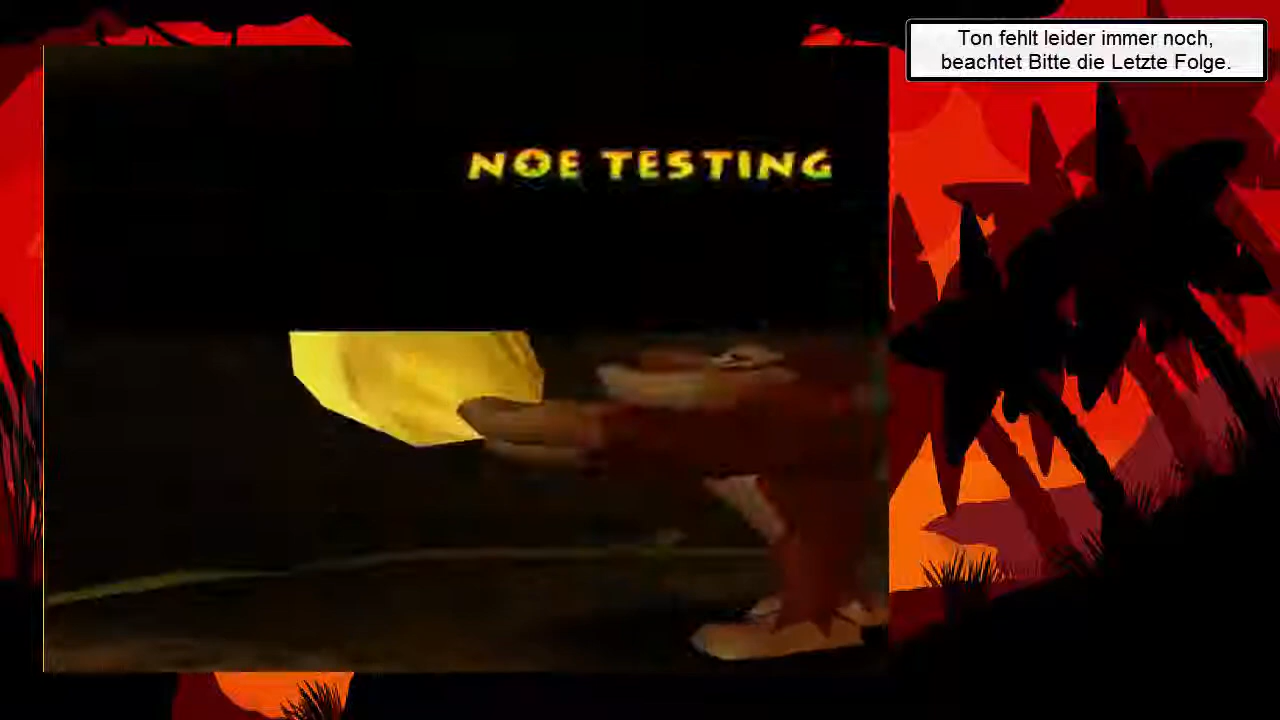 Ton fehlt leider immer noch,
beachtet Bitte die Letzte Folge.
NOE TESTING